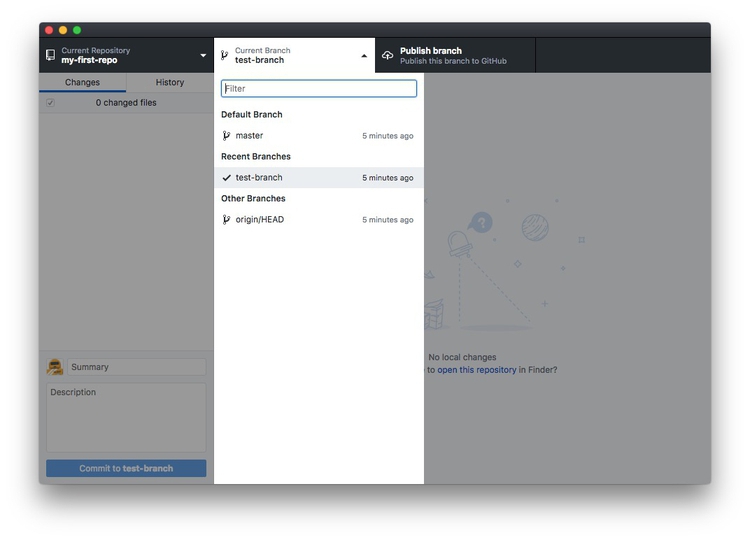 Current Repository
my-first-repo
Current Branch
test-branch
Publish branch
Publish this branch to GitHub
Changes
History
0 changed files
Filter
Default Branch
master 5 minutes ago
Recent Branches
test-branch 5 minutes ago
Other Branches
origin/HEAD 5 minutes ago
?
No local changes
to open this repository in Finder?
Summary
Description
Commit to test-branch